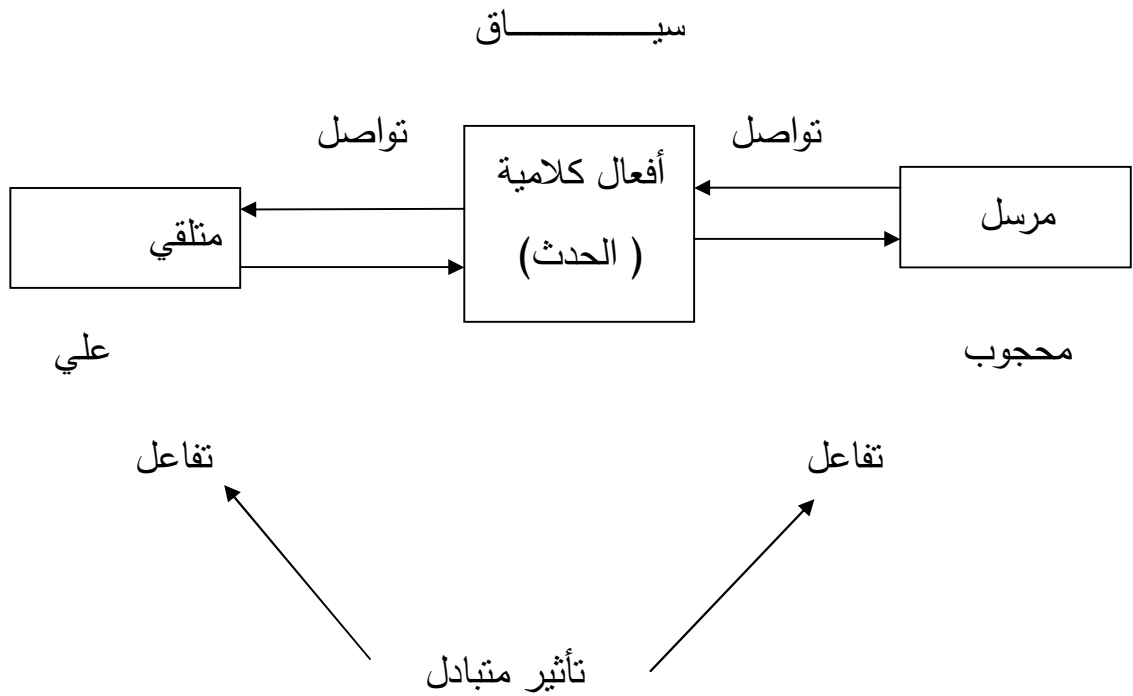 سيـــــــــاق
تواصل
تواصل
أفعال كلامية
( الحدث)
مرسل
متلقي
محجوب
علي
تفاعل
تفاعل
تأثير متبادل